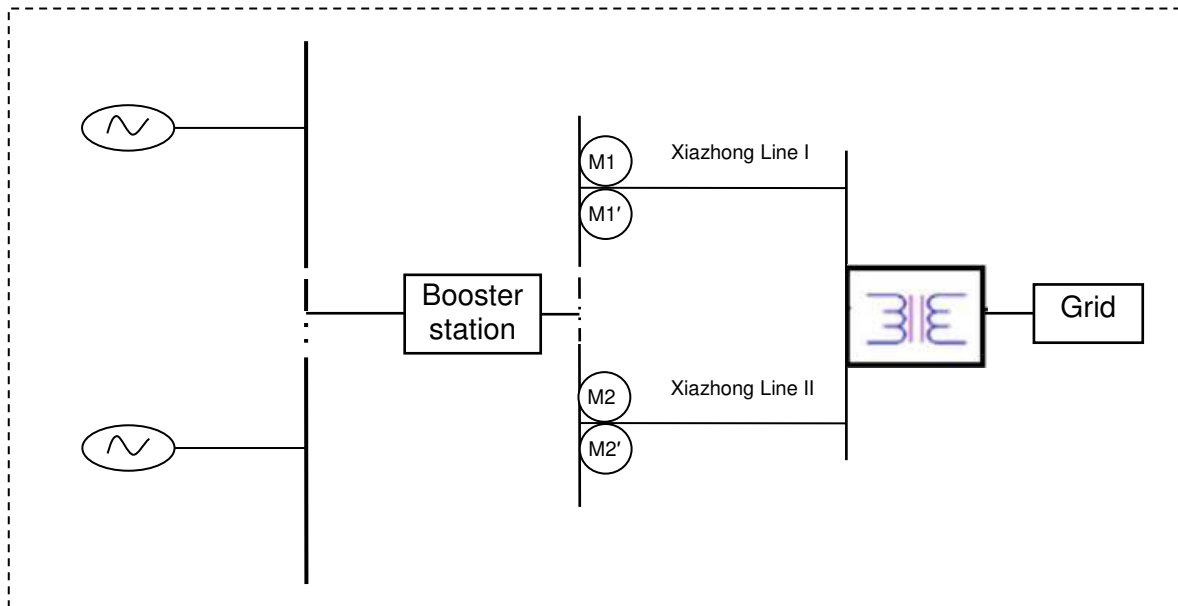 M1
Xiazhong Line I
M1′
Booster
station
Grid
M2
Xiazhong Line II
M2′